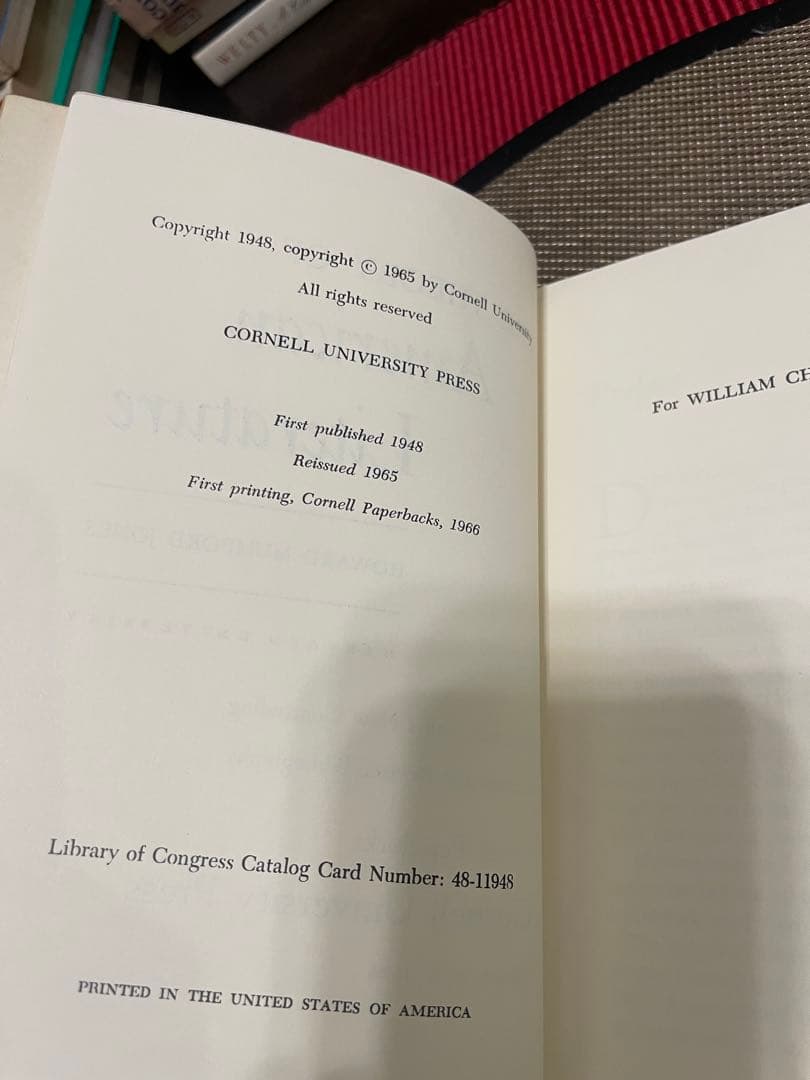 WELTY
Copyright 1948, copyright © 1965 by Cornell University
All rights reserved
CORNELL UNIVERSITY PRESS
First published 1948
Reissued 1965
First printing, Cornell Paperbacks, 1966
Library of Congress Catalog Card Number: 48-11948
PRINTED IN THE UNITED STATES OF AMERICA
For WILLIAM